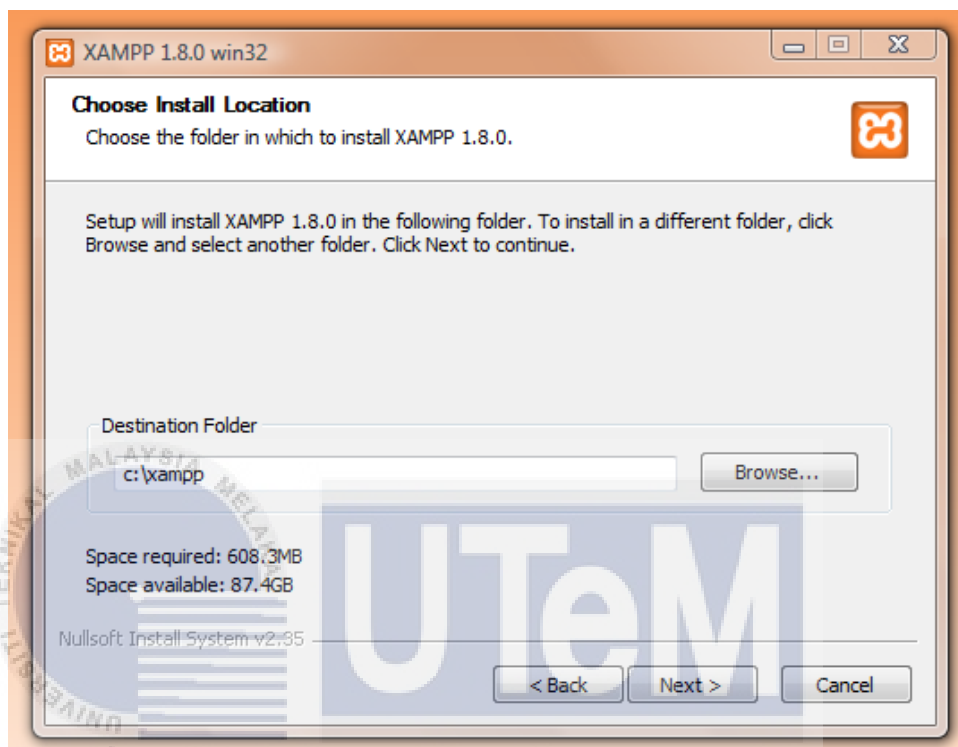 XAMPP 1.8.0 win32
Choose Install Location
Choose the folder in which to install XAMPP 1.8.0.
Setup will install XAMPP 1.8.0 in the following folder. To install in a different folder, click
Browse and select another folder. Click Next to continue.
Destination Folder
c:\xampp
Browse...
Space required: 608.3MB
Space available: 87.4GB
Nullsoft Install System v2.35
< Back
Next >
Cancel
MALAYSIA
UTeM